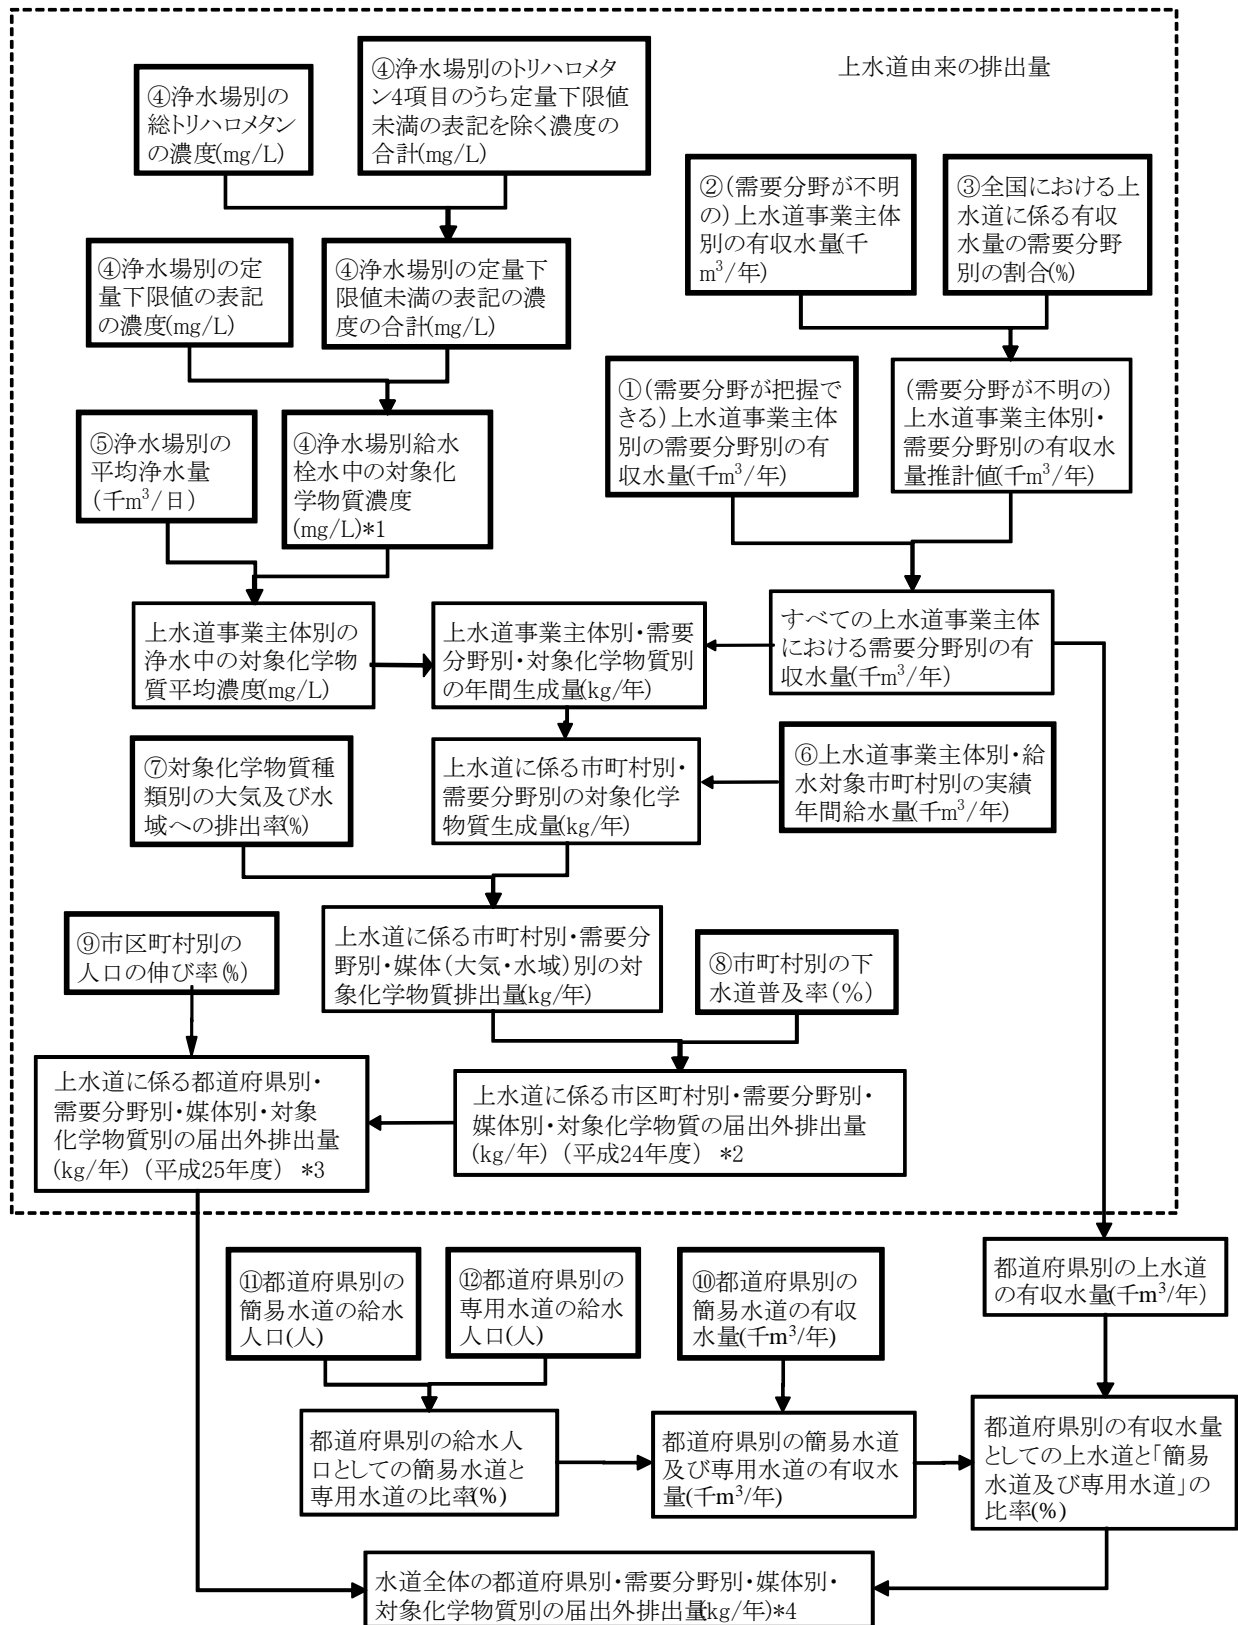 上水道由来の排出量
④浄水場別の
総トリハロメタン
の濃度(mg/L)
④浄水場別のトリハロメタ
ン4項目のうち定量下限値
未満の表記を除く濃度の
合計(mg/L)
②(需要分野が不明
の)上水道事業主体
別の有収水量(千
m³/年)
③全国における上
水道に係る有収
水量の需要分野
別の割合(%)
④浄水場別の定
量下限値の表記
の濃度(mg/L)
④浄水場別の定量下
限値未満の表記の濃
度の合計(mg/L)
①(需要分野が把握で
きる)上水道事業主体
別の需要分野別の有
収水量(千m³/年)
(需要分野が不明の)
上水道事業主体別・
需要分野別の有収水
量推計値(千m³/年)
⑤浄水場別の
平均浄水量
(千m³/日)
④浄水場別給水
栓水中の対象化
学物質濃度
(mg/L)*1
上水道事業主体別の
浄水中の対象化学物
質平均濃度(mg/L)
上水道事業主体別・需要
分野別・対象化学物質別
の年間生成量(kg/年)
すべての上水道事業主体
における需要分野別の有
収水量(千m³/年)
⑦対象化学物質種
類別の大気及び水
域への排出率(%)
上水道に係る市町村別・
需要分野別の対象化学
物質生成量(kg/年)
⑥上水道事業主体別・給
水対象市町村別の実績
年間給水量(千m³/年)
⑨市区町村別の
人口の伸び率(%)
上水道に係る市町村別・需要分
野別・媒体(大気・水域)別の対
象化学物質排出量(kg/年)
⑧市町村別の下
水道普及率(%)
上水道に係る都道府県別・
需要分野別・媒体別・対象
化学物質別の届出外排出量
(kg/年)(平成25年度) *3
上水道に係る市区町村別・需要分野別・
媒体別・対象化学物質の届出外排出量
(kg/年)(平成24年度) *2
⑪都道府県別の
簡易水道の給水
人口(人)
⑫都道府県別の
専用水道の給水
人口(人)
⑩都道府県別の
簡易水道の有収
水量(千m³/年)
都道府県別の上水道
の有収水量(千m³/年)
都道府県別の給水人
口としての簡易水道と
専用水道の比率(%)
都道府県別の簡易水道
及び専用水道の有収水
量(千m³/年)
都道府県別の有収水量
としての上水道と「簡易
水道及び専用水道」の
比率(%)
水道全体の都道府県別・需要分野別・媒体別・
対象化学物質別の届出外排出量(kg/年)*4